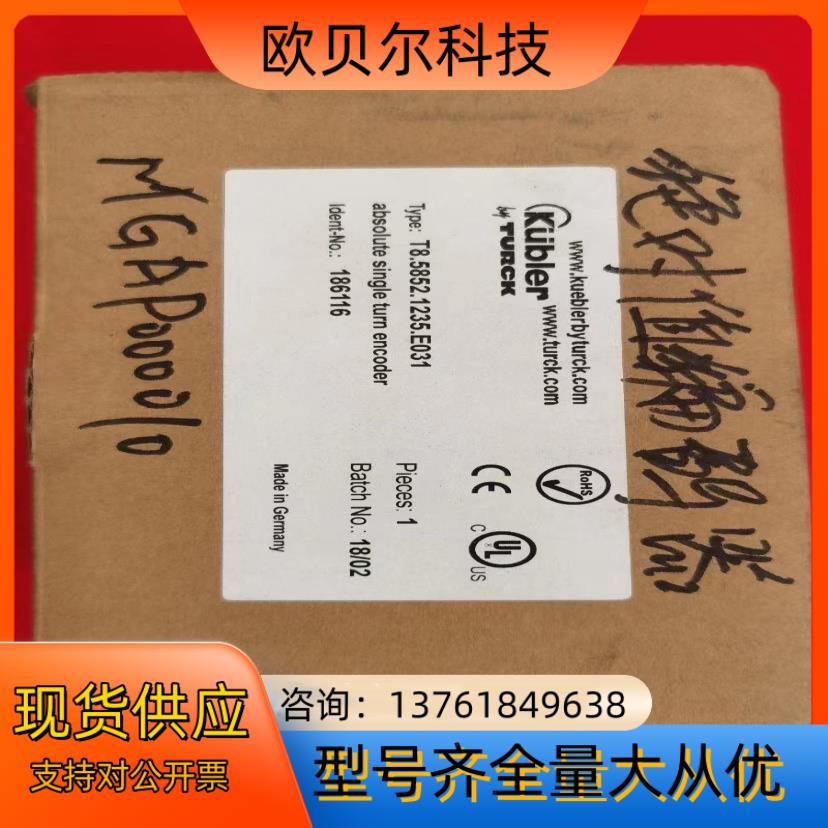 欧贝尔科技
绝对值编码器
www.kueblerbyturck.com
Kübler www.turck.com
by TURCK
Type: T8.5852.1235.E031
absolute single turn encoder
Ident-No.: 186116
RoHS
CE
C UL US
Pieces: 1
Batch No.: 18/02
Made in Germany
MGAP000010
现货供应
支持对公开票
咨询：13761849638
型号齐全量大从优